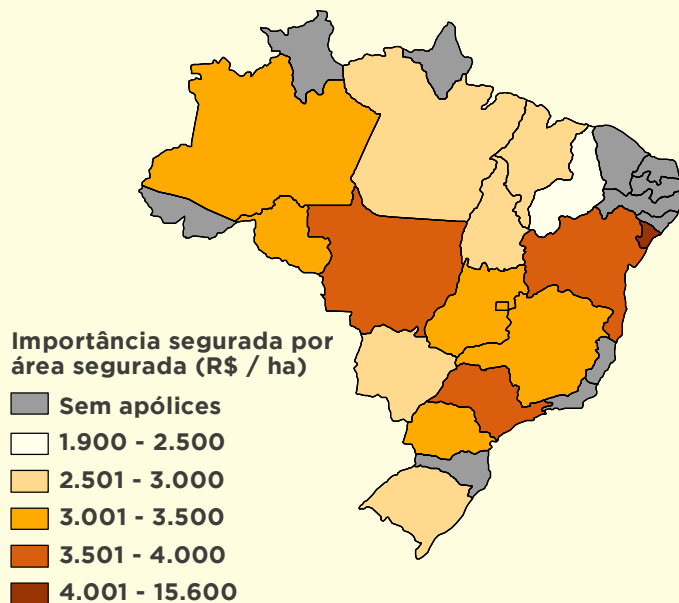 Importância segurada por
área segurada (R$ / ha)
Sem apólices
1.900 - 2.500
2.501 - 3.000
3.001 - 3.500
3.501 - 4.000
4.001 - 15.600